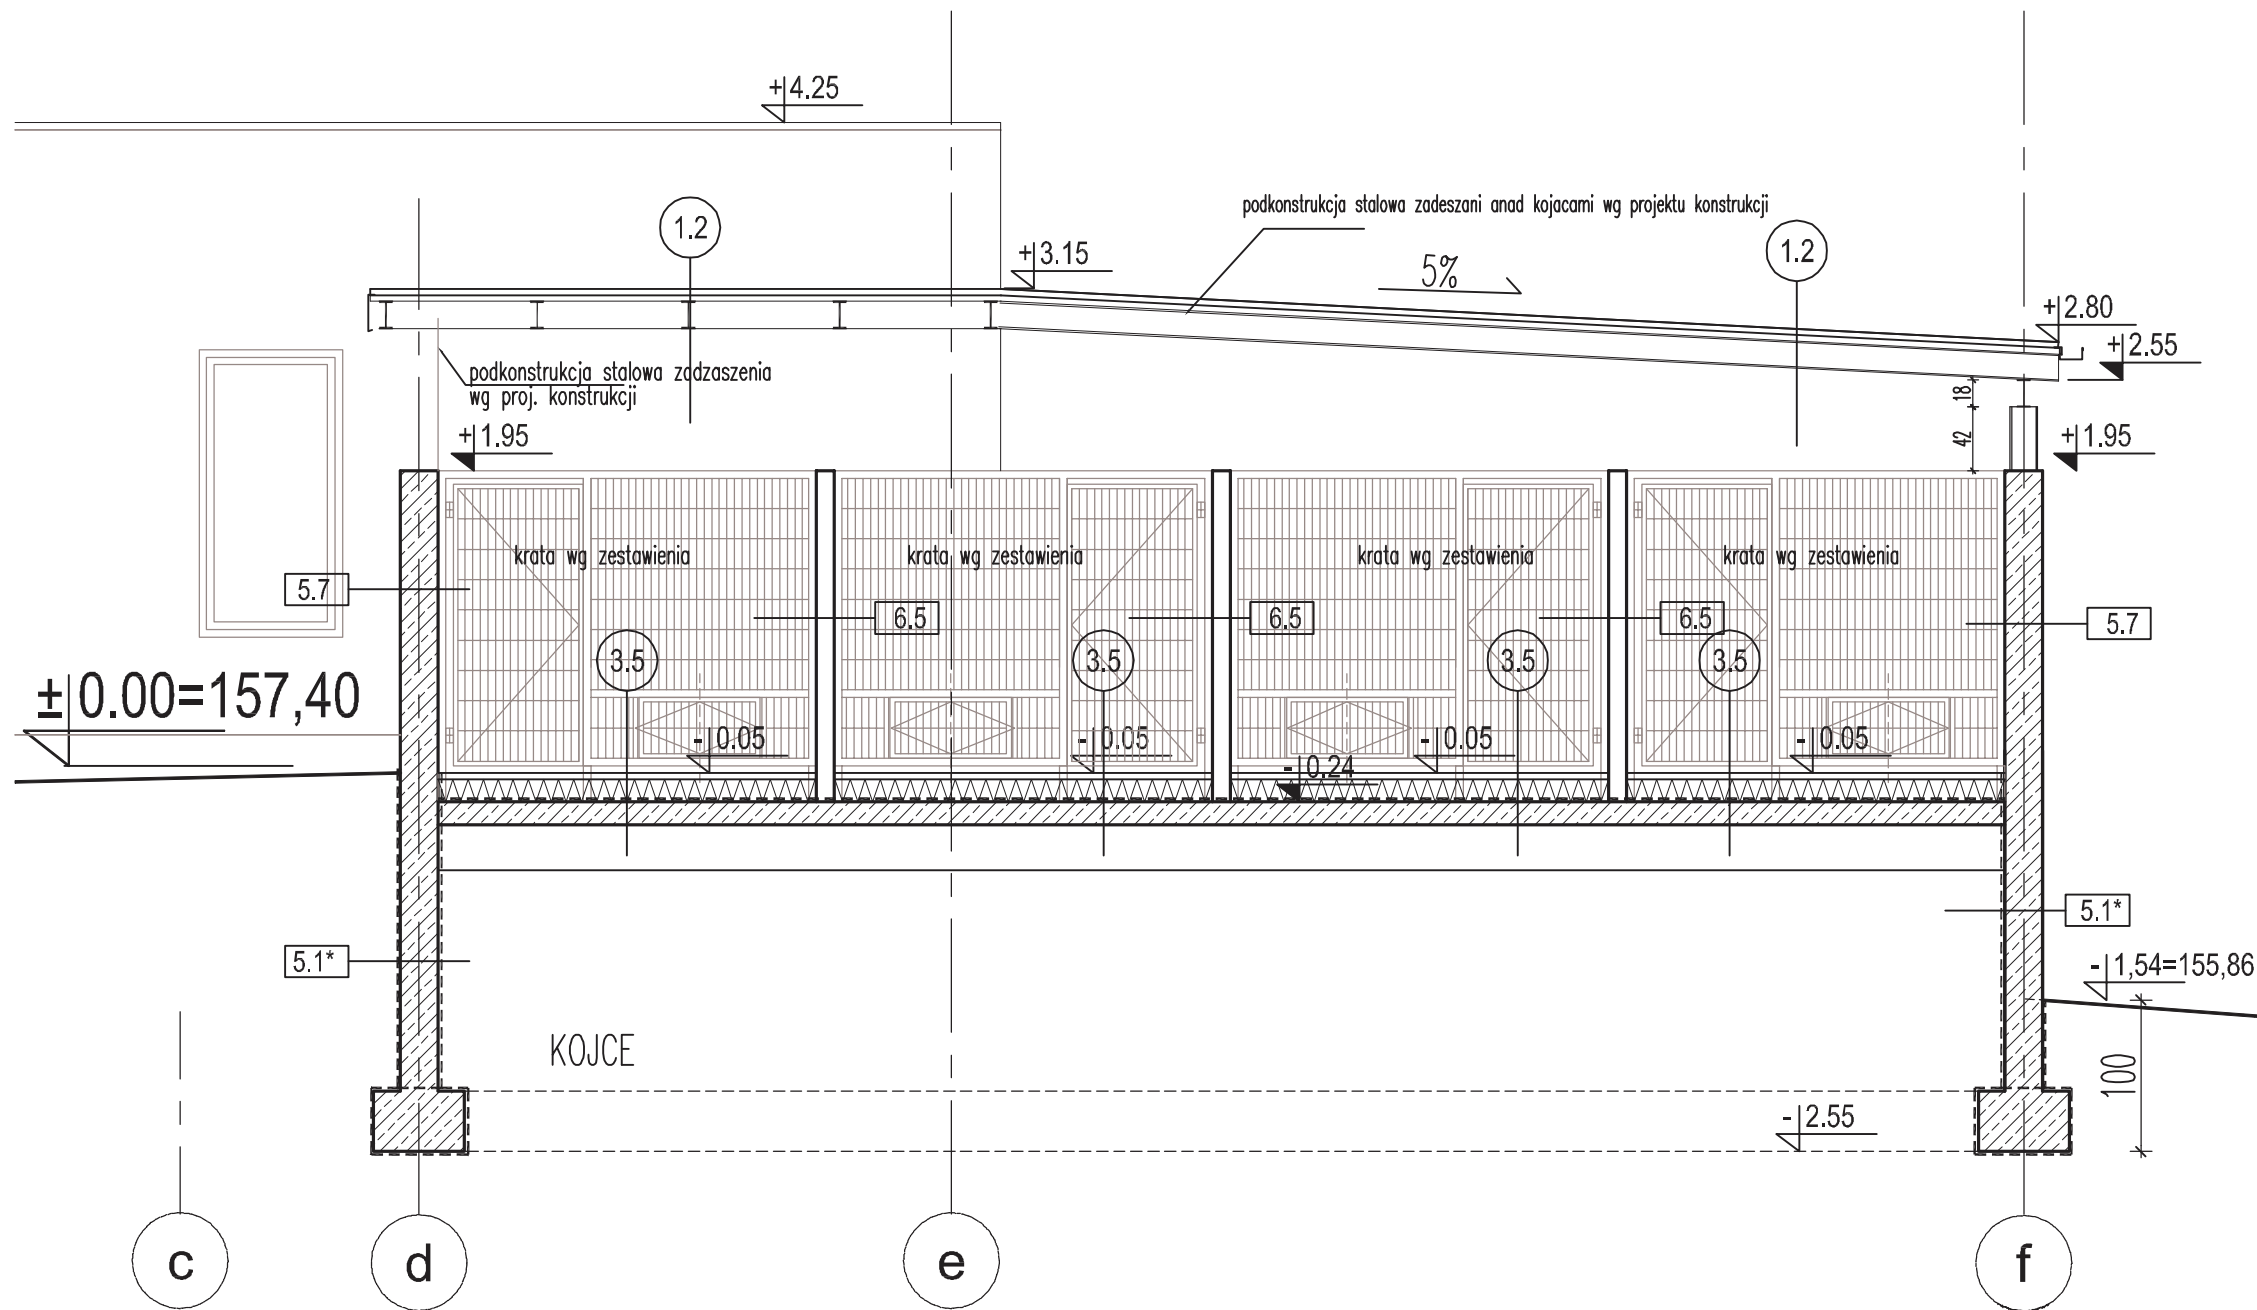 +4.25
podkonstrukcja stalowa zadeszani anad kojacami wg projektu konstrukcji
1.2
1.2
+3.15
5%
+2.80
+2.55
podkonstrukcja stalowa zadzaszenia
wg proj. konstrukcji
18
42
+1.95
+1.95
krata wg zestawienia
krata wg zestawienia
krata wg zestawienia
krata wg zestawienia
5.7
6.5
6.5
6.5
5.7
3.5
3.5
3.5
3.5
±0.00=157,40
-0.05
-0.05
-0.05
-0.05
-0.24
5.1*
5.1*
-1,54=155,86
KOJCE
100
-2.55
c
d
e
f